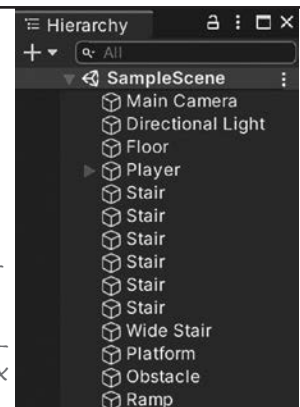 Hierarchy
All
SampleScene
Main Camera
Directional Light
Floor
Player
Stair
Stair
Stair
Stair
Stair
Stair
Wide Stair
Platform
Obstacle
Ramp